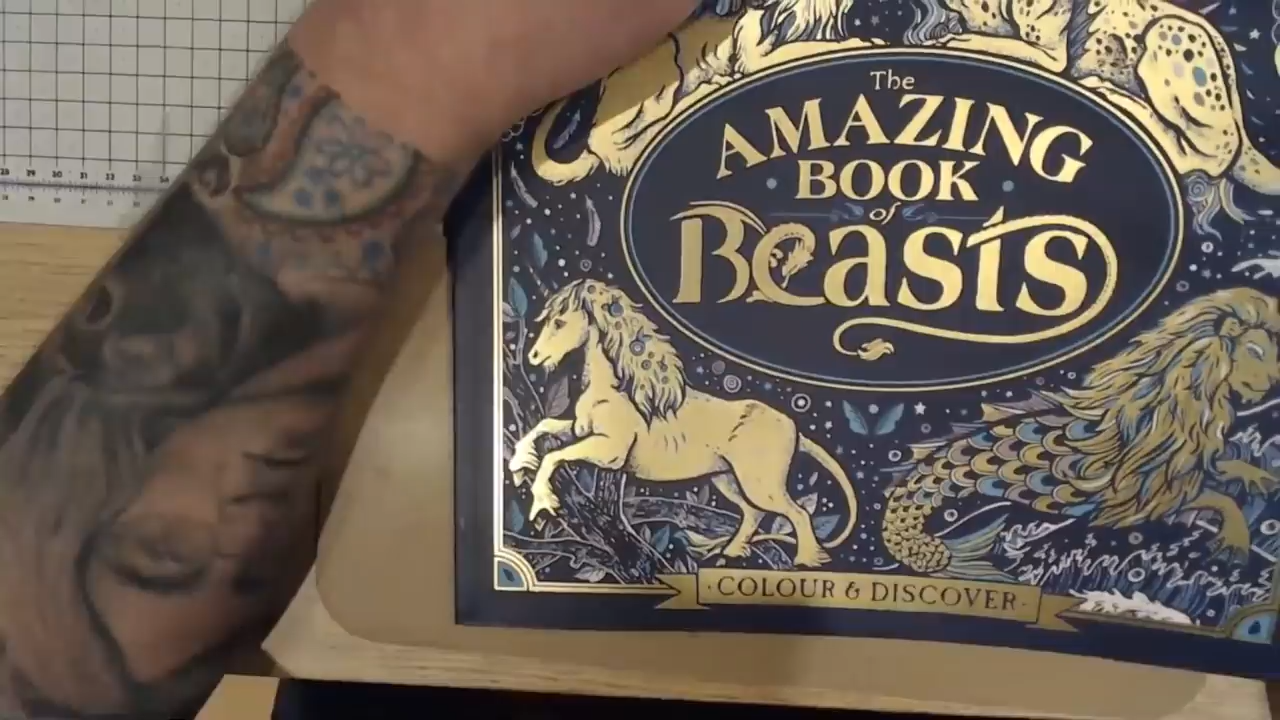 The
AMAZING
BOOK
of
Beasts
· COLOUR & DISCOVER ·